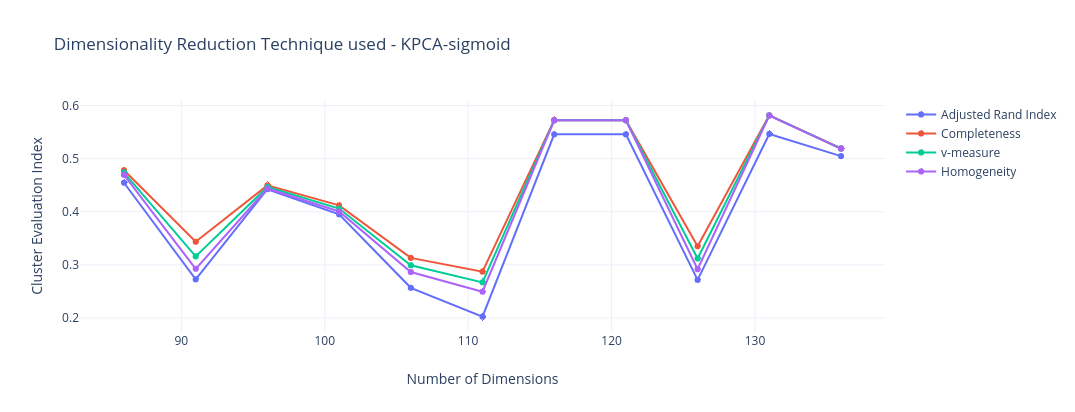 Dimensionality Reduction Technique used - KPCA-sigmoid
Cluster Evaluation Index
0.6
0.5
0.4
0.3
0.2
90 100 110 120 130
Number of Dimensions
Adjusted Rand Index
Completeness
v-measure
Homogeneity